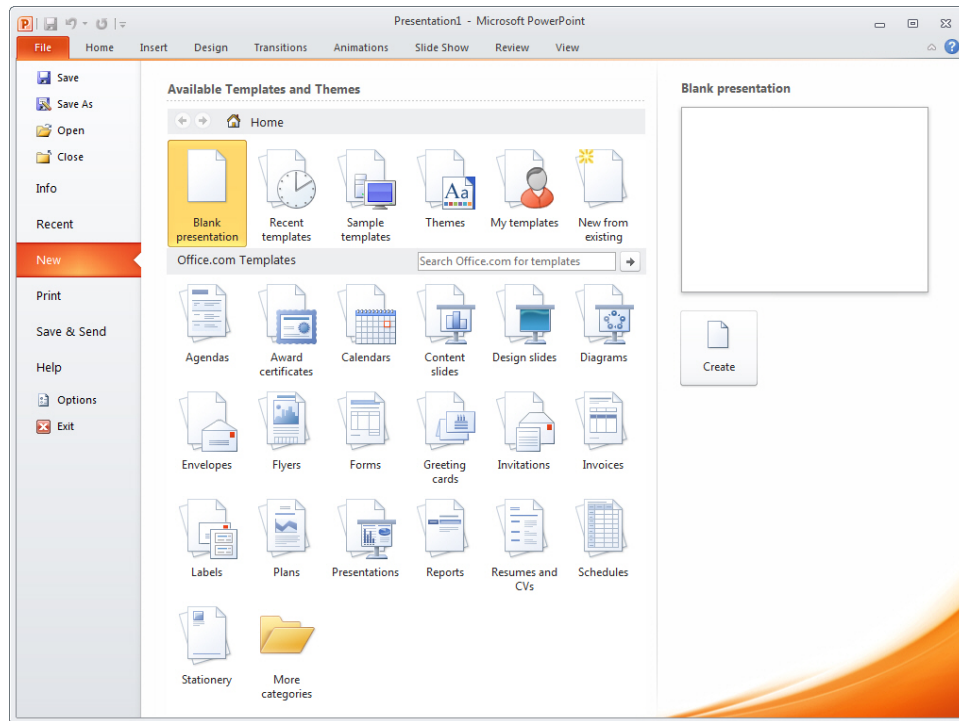 Presentation1 - Microsoft PowerPoint
File Home Insert Design Transitions Animations Slide Show Review View
Save
Save As
Open
Close
Info
Recent
New
Print
Save & Send
Help
Options
Exit
Available Templates and Themes
Home
Blank presentation
Recent templates
Sample templates
Themes
My templates
New from existing
Office.com Templates
Search Office.com for templates
Agendas
Award certificates
Calendars
Content slides
Design slides
Diagrams
Envelopes
Flyers
Forms
Greeting cards
Invitations
Invoices
Labels
Plans
Presentations
Reports
Resumes and CVs
Schedules
Stationery
More categories
Blank presentation
Create